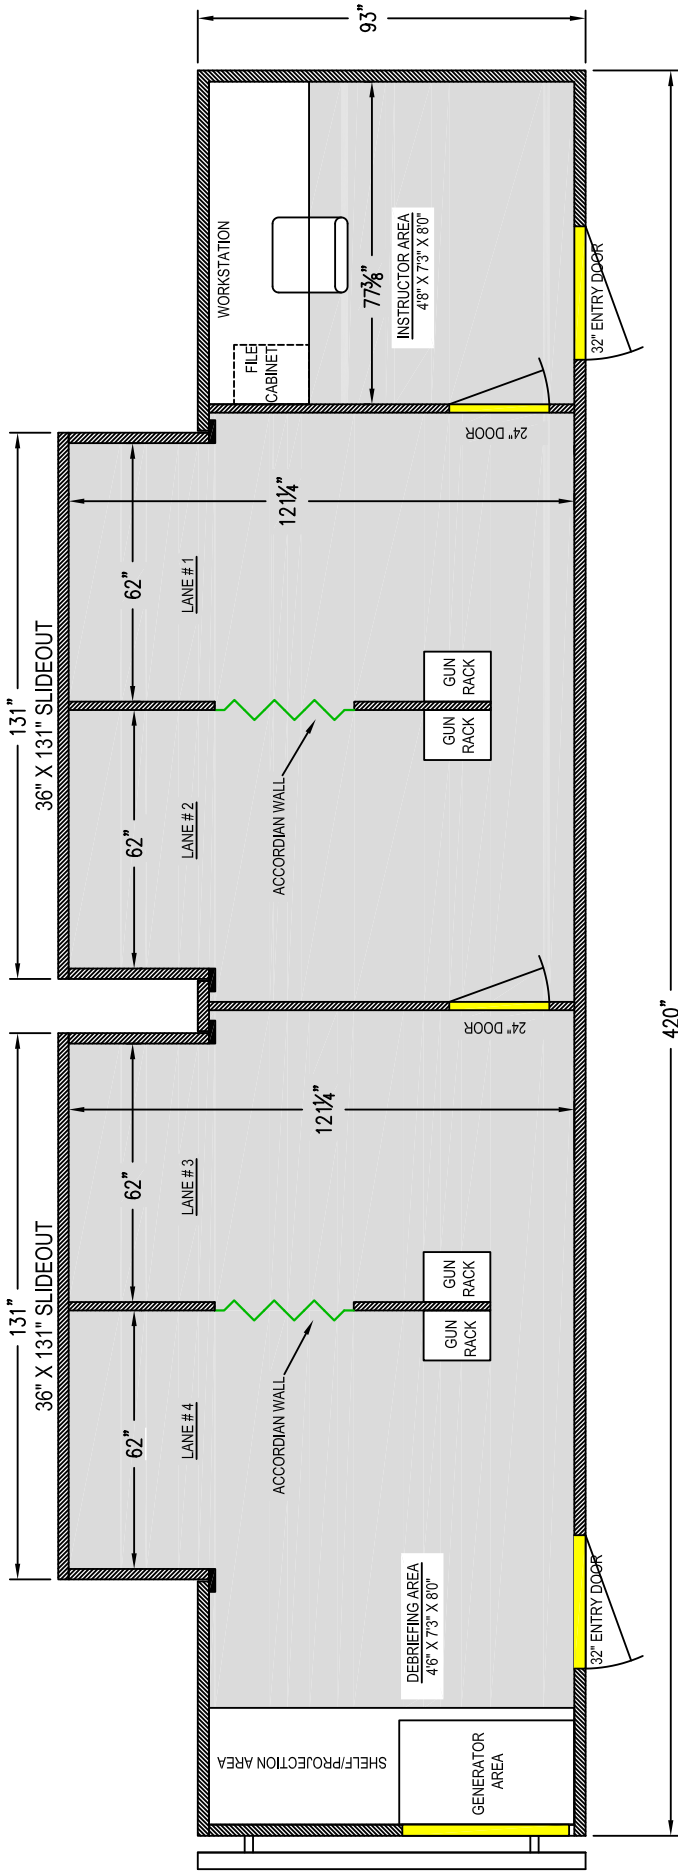 131"
131"
36" X 131" SLIDEOUT
36" X 131" SLIDEOUT
62"
62"
62"
62"
LANE # 4
LANE # 3
LANE # 2
LANE # 1
SHELF/PROJECTION AREA
WORKSTATION
FILE
CABINET
ACCORDIAN WALL
121¼"
ACCORDIAN WALL
121¼"
77⅜"
93"
DEBRIEFING AREA
4'6" X 7'3" X 8'0"
INSTRUCTOR AREA
4'8" X 7'3" X 8'0"
GUN
RACK
GUN
RACK
GUN
RACK
GUN
RACK
24" DOOR
24" DOOR
GENERATOR
AREA
32" ENTRY DOOR
32" ENTRY DOOR
420"